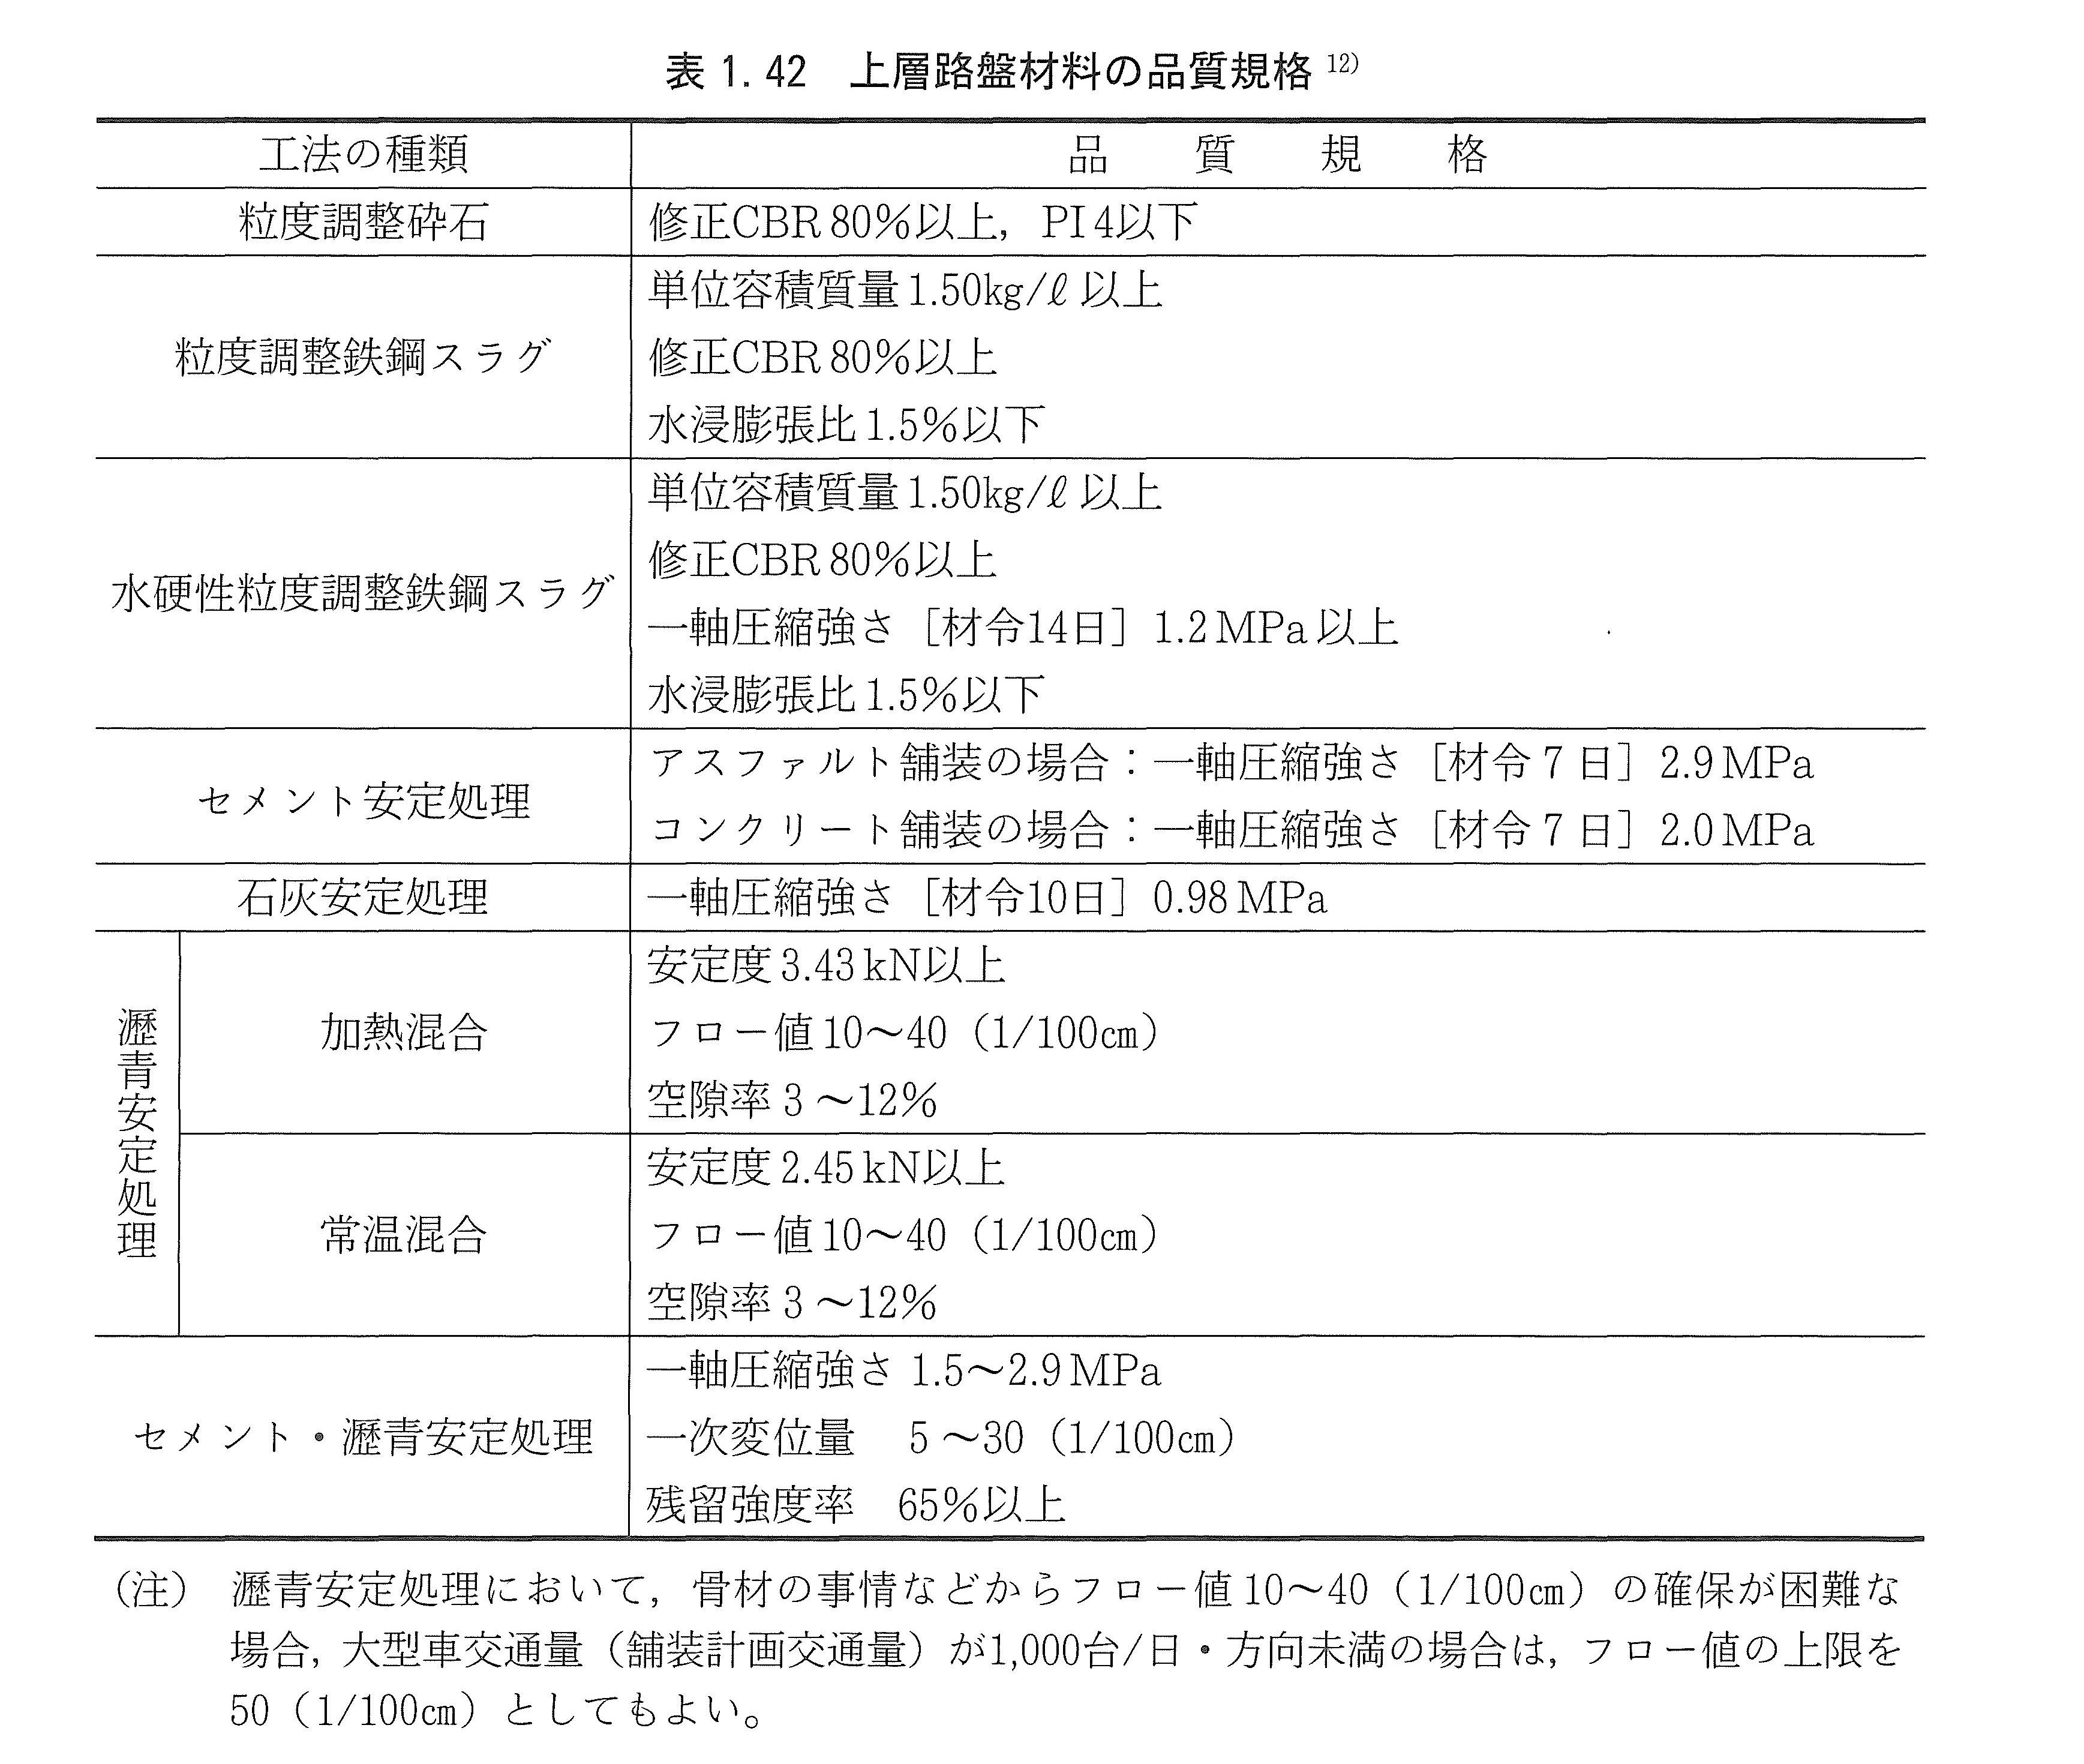 表 1.42 上層路盤材料の品質規格 12)
工法の種類 品質規格
粒度調整砕石 修正CBR 80%以上，PI 4以下
単位容積質量 1.50kg/ℓ 以上
粒度調整鉄鋼スラグ 修正CBR 80%以上
水浸膨張比 1.5%以下
単位容積質量 1.50kg/ℓ 以上
修正CBR 80%以上
水硬性粒度調整鉄鋼スラグ
一軸圧縮強さ［材令14日］1.2 MPa 以上
水浸膨張比 1.5%以下
アスファルト舗装の場合：一軸圧縮強さ［材令 7 日］2.9 MPa
セメント安定処理
コンクリート舗装の場合：一軸圧縮強さ［材令 7 日］2.0 MPa
石灰安定処理 一軸圧縮強さ［材令10日］0.98 MPa
瀝青安定処理
安定度 3.43 kN以上
加熱混合 フロー値 10～40（1/100㎝）
空隙率 3 ～12%
安定度 2.45 kN以上
常温混合 フロー値 10～40（1/100㎝）
空隙率 3 ～12%
一軸圧縮強さ 1.5～2.9 MPa
セメント・瀝青安定処理 一次変位量 5 ～30（1/100㎝）
残留強度率 65%以上
（注） 瀝青安定処理において，骨材の事情などからフロー値 10～40（1/100㎝）の確保が困難な
場合，大型車交通量（舗装計画交通量）が1,000台/日・方向未満の場合は，フロー値の上限を
50（1/100㎝）としてもよい。